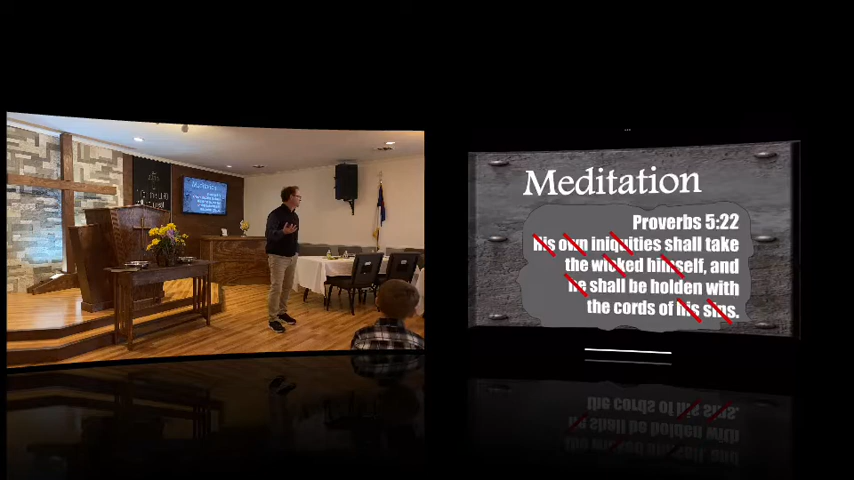 Meditation
Meditation
Proverbs 5:22
his own iniquities shall take
the wicked himself, and
he shall be holden with
the cords of his sins.